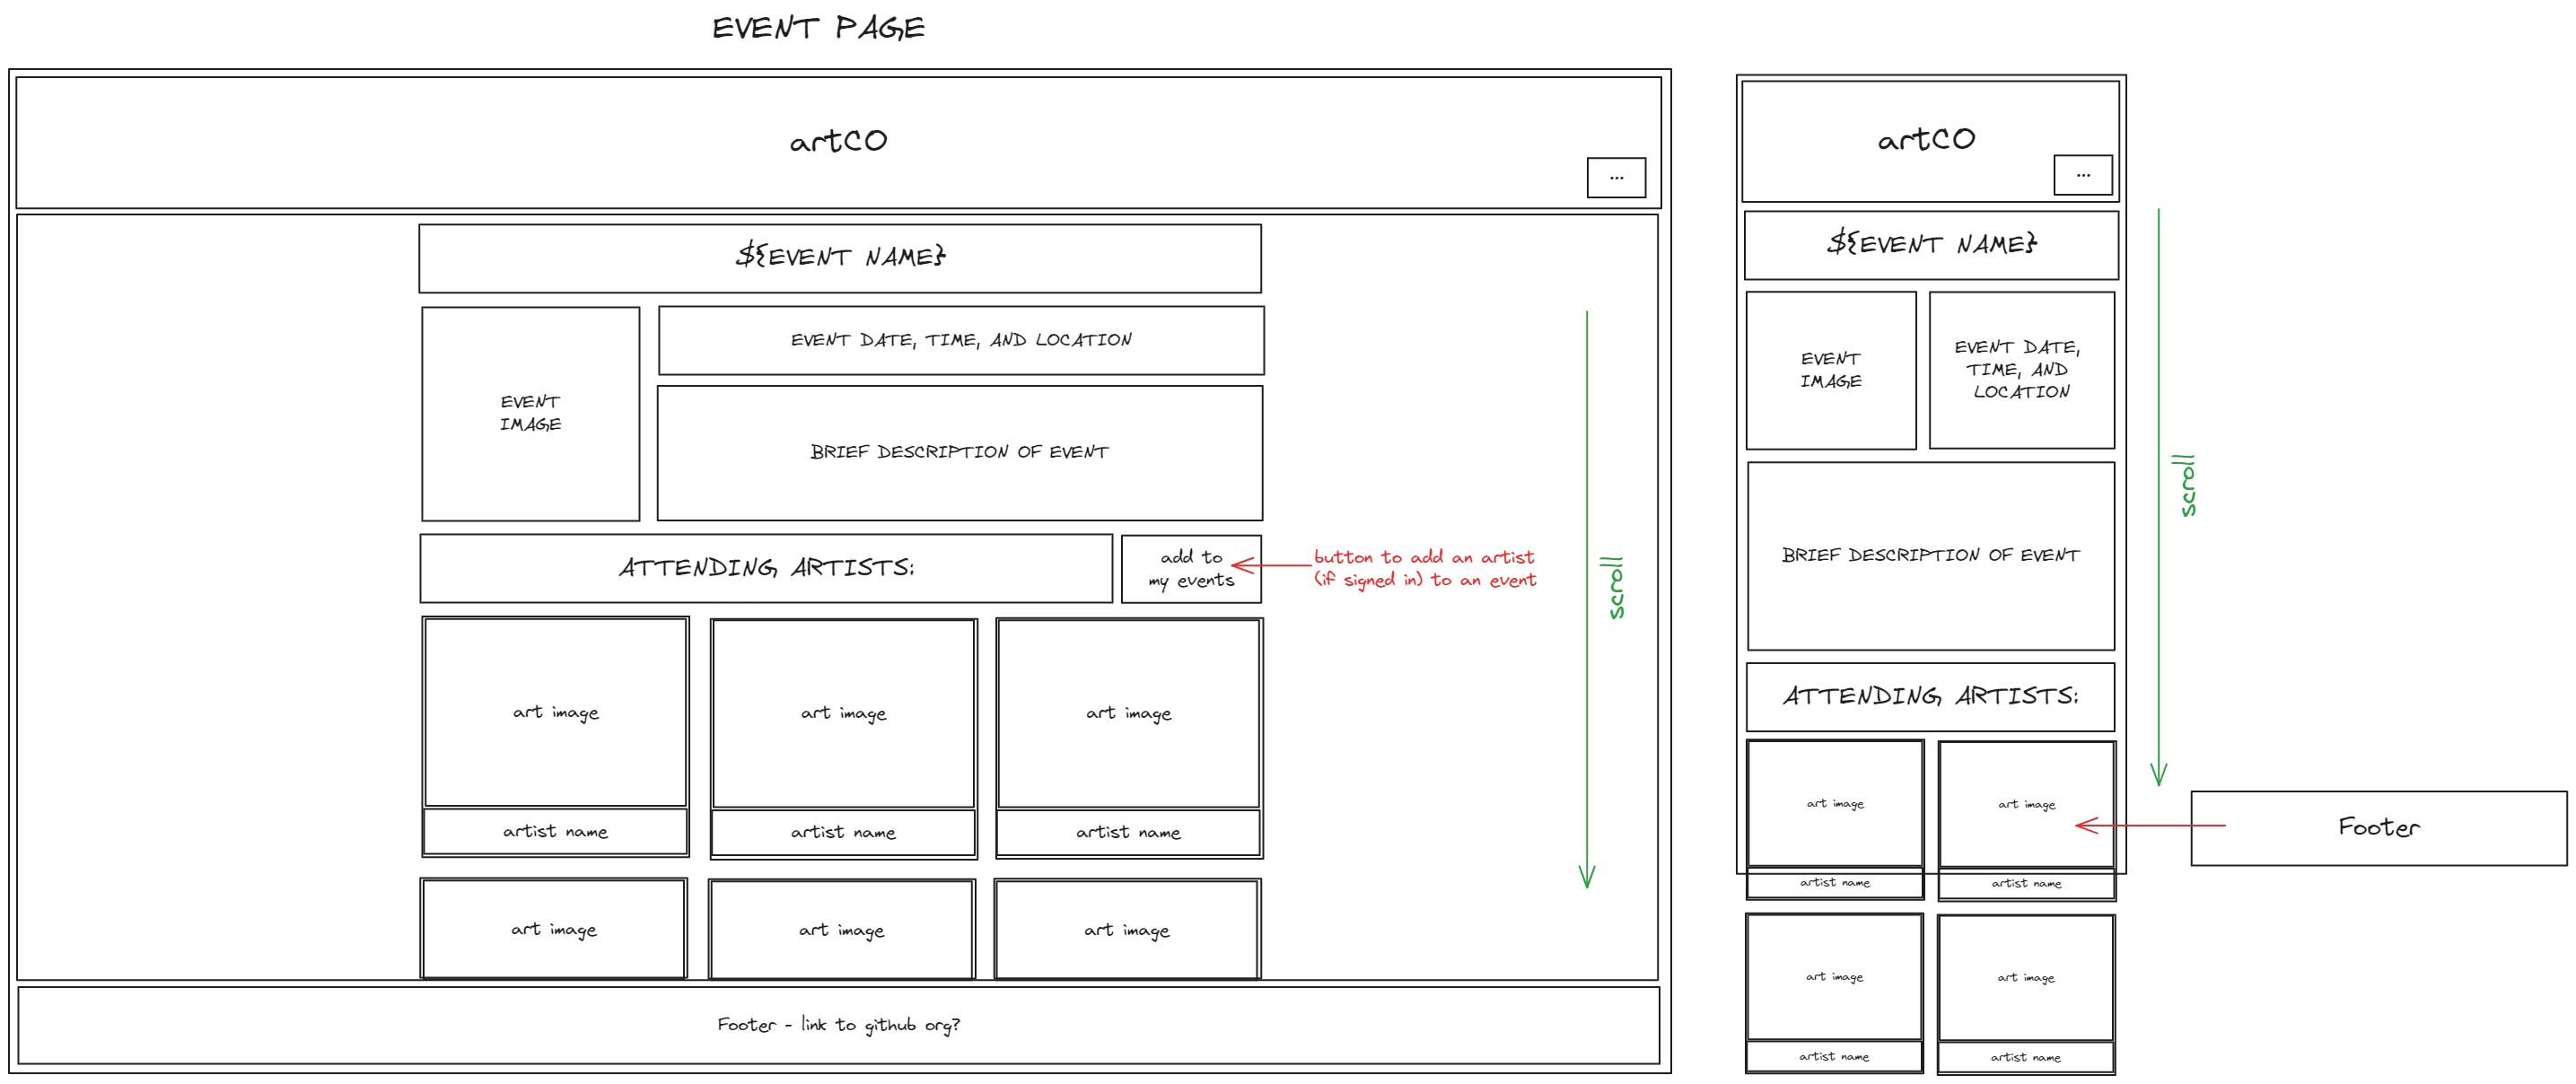 EVENT PAGE
artCO
...
${EVENT NAME}
EVENT
IMAGE
EVENT DATE, TIME, AND LOCATION
BRIEF DESCRIPTION OF EVENT
ATTENDING ARTISTS:
add to
my events
button to add an artist
(if signed in) to an event
scroll
art image
art image
art image
artist name
artist name
artist name
art image
art image
art image
Footer - link to github org?
artCO
...
${EVENT NAME}
EVENT
IMAGE
EVENT DATE,
TIME, AND
LOCATION
scroll
BRIEF DESCRIPTION OF EVENT
ATTENDING ARTISTS:
art image
art image
Footer
artist name
artist name
art image
art image
artist name
artist name